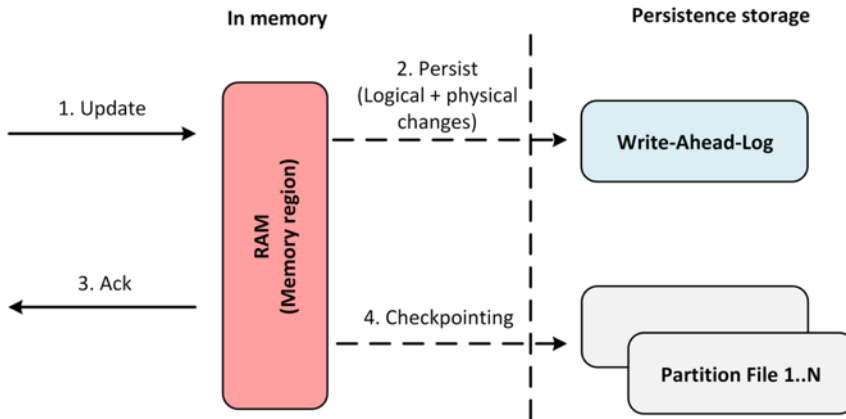 In memory
Persistence storage
1. Update
2. Persist
(Logical + physical
changes)
Write-Ahead-Log
RAM
(Memory region)
3. Ack
4. Checkpointing
Partition File 1..N